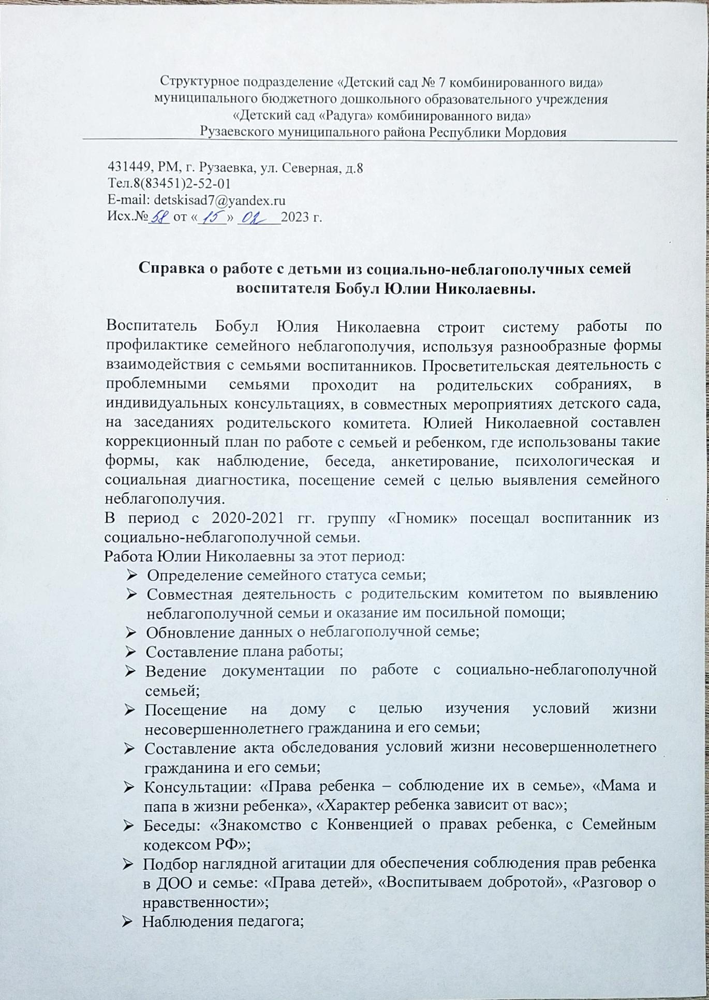 Структурное подразделение «Детский сад № 7 комбинированного вида»
муниципального бюджетного дошкольного образовательного учреждения
«Детский сад «Радуга» комбинированного вида»
Рузаевского муниципального района Республики Мордовия
431449, РМ, г. Рузаевка, ул. Северная, д.8
Тел.8(83451)2-52-01
E-mail: detskisad7@yandex.ru
Исх.№ 58 от « 15 » 02 2023 г.
Справка о работе с детьми из социально-неблагополучных семей
воспитателя Бобул Юлии Николаевны.
Воспитатель Бобул Юлия Николаевна строит систему работы по
профилактике семейного неблагополучия, используя разнообразные формы
взаимодействия с семьями воспитанников. Просветительская деятельность с
проблемными семьями проходит на родительских собраниях, в
индивидуальных консультациях, в совместных мероприятиях детского сада,
на заседаниях родительского комитета. Юлией Николаевной составлен
коррекционный план по работе с семьей и ребенком, где использованы такие
формы, как наблюдение, беседа, анкетирование, психологическая и
социальная диагностика, посещение семей с целью выявления семейного
неблагополучия.
В период с 2020-2021 гг. группу «Гномик» посещал воспитанник из
социально-неблагополучной семьи.
Работа Юлии Николаевны за этот период:
➢ Определение семейного статуса семьи;
➢ Совместная деятельность с родительским комитетом по выявлению
неблагополучной семьи и оказание им посильной помощи;
➢ Обновление данных о неблагополучной семье;
➢ Составление плана работы;
➢ Ведение документации по работе с социально-неблагополучной
семьей;
➢ Посещение на дому с целью изучения условий жизни
несовершеннолетнего гражданина и его семьи;
➢ Составление акта обследования условий жизни несовершеннолетнего
гражданина и его семьи;
➢ Консультации: «Права ребенка – соблюдение их в семье», «Мама и
папа в жизни ребенка», «Характер ребенка зависит от вас»;
➢ Беседы: «Знакомство с Конвенцией о правах ребенка, с Семейным
кодексом РФ»;
➢ Подбор наглядной агитации для обеспечения соблюдения прав ребенка
в ДОО и семье: «Права детей», «Воспитываем добротой», «Разговор о
нравственности»;
➢ Наблюдения педагога;